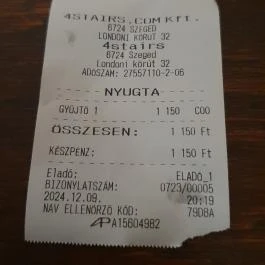 4STAIRS.COM Kft.
6724 SZEGED
LONDONI KÖRÚT 32
4stairs
6724 Szeged
Londoni körút 32
ADÓSZÁM: 27557110-2-06
NYUGTA
GYŰJTŐ 1 1 150 C00
ÖSSZESEN: 1 150 Ft
KÉSZPÉNZ: 1 150 Ft
Eladó: ELADÓ_1
BIZONYLATSZÁM: 0723/00005
2024.12.09. 20:19
NAV ELLENŐRZŐ KÓD: 79D8A
AP A15604982